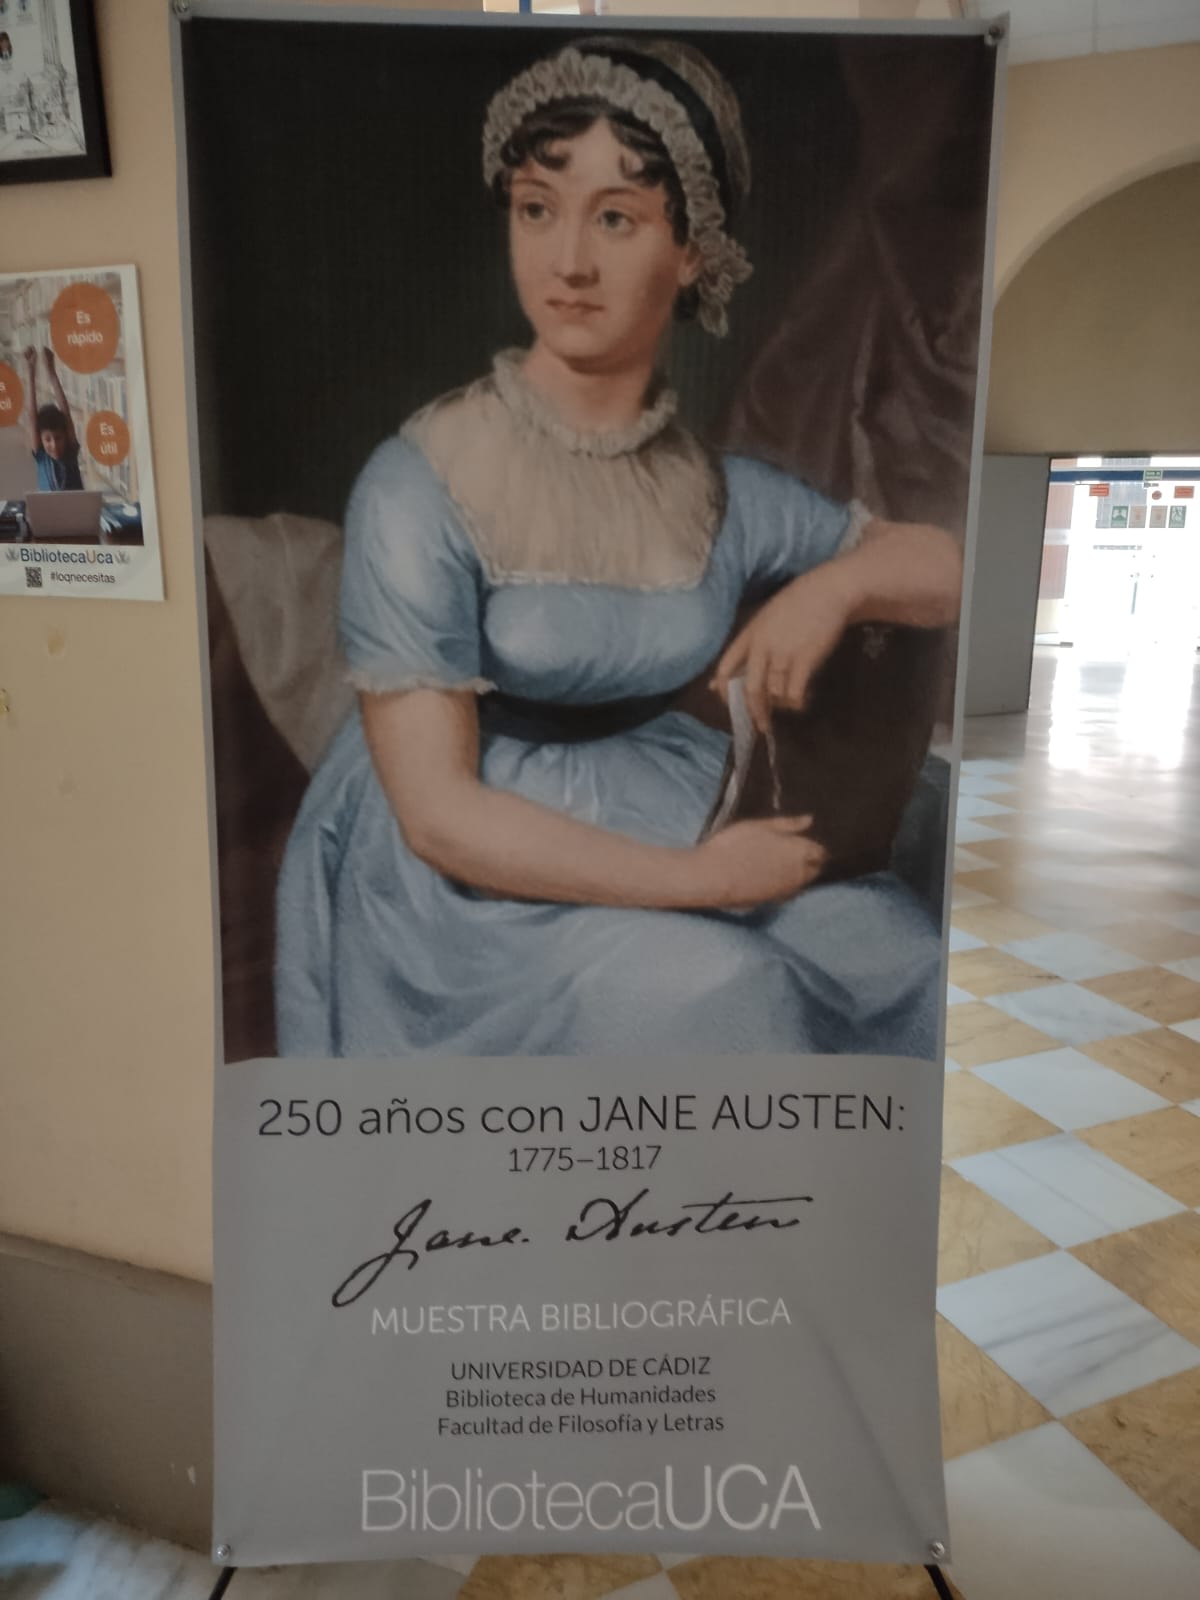 Es
rápido
Es
útil
BibliotecaUca
#loqnecesitas
250 años con JANE AUSTEN:
1775–1817
Jane Austen
MUESTRA BIBLIOGRÁFICA
UNIVERSIDAD DE CÁDIZ
Biblioteca de Humanidades
Facultad de Filosofía y Letras
BibliotecaUCA